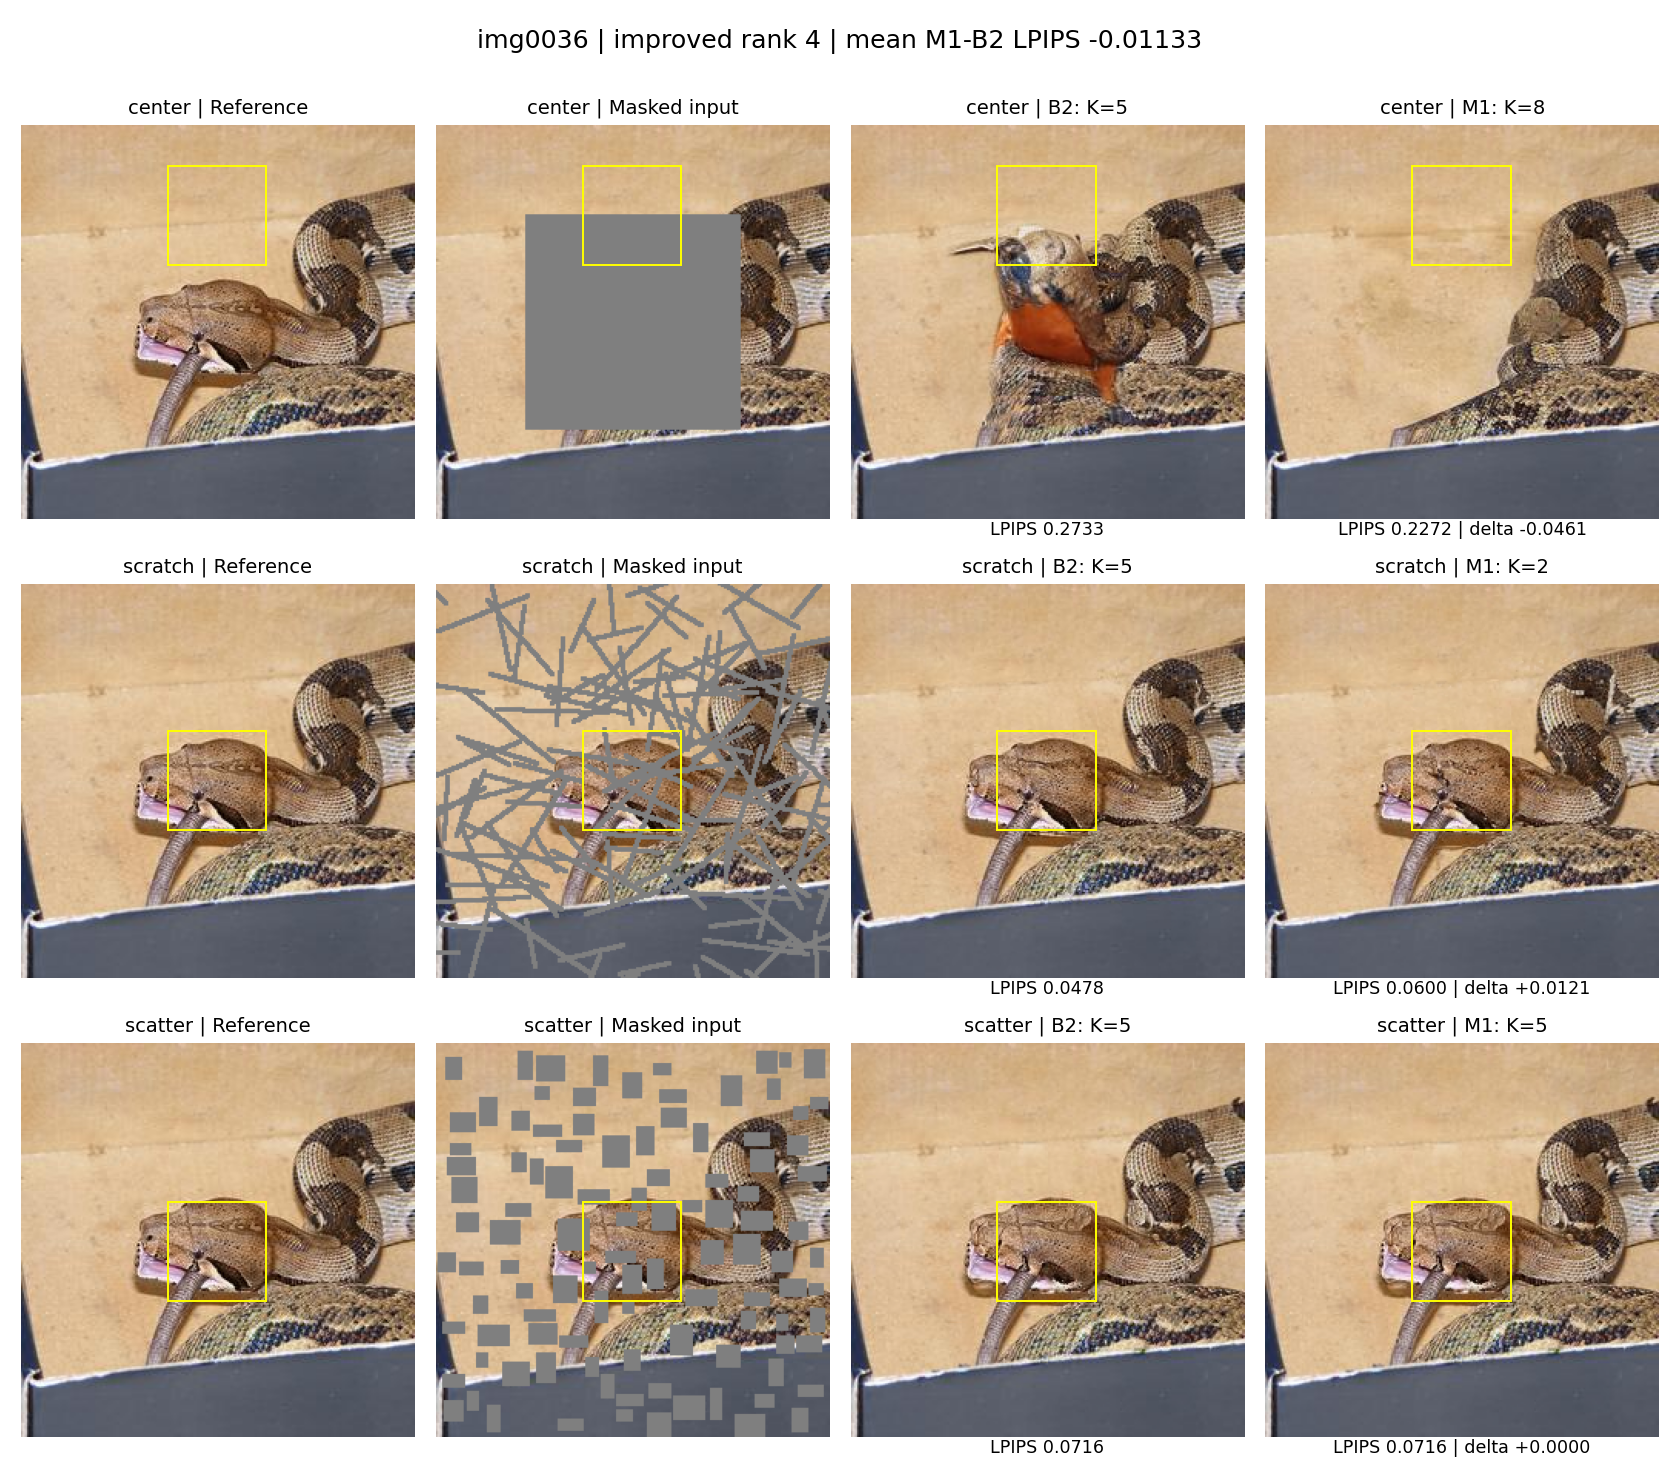 img0036 | improved rank 4 | mean M1-B2 LPIPS -0.01133
center | Reference
center | Masked input
center | B2: K=5
center | M1: K=8
LPIPS 0.2733
LPIPS 0.2272 | delta -0.0461
scratch | Reference
scratch | Masked input
scratch | B2: K=5
scratch | M1: K=2
LPIPS 0.0478
LPIPS 0.0600 | delta +0.0121
scatter | Reference
scatter | Masked input
scatter | B2: K=5
scatter | M1: K=5
LPIPS 0.0716
LPIPS 0.0716 | delta +0.0000